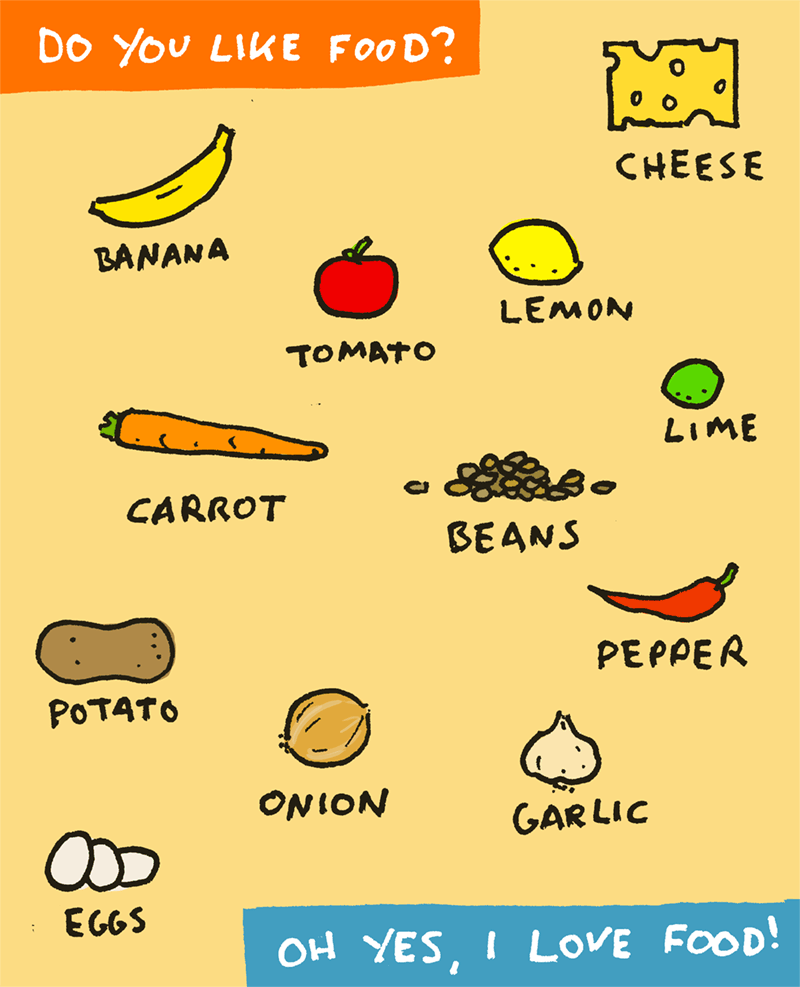 DO YOU LIKE FOOD?
CHEESE
BANANA
LEMON
TOMATO
LIME
CARROT
BEANS
PEPPER
POTATO
ONION
GARLIC
EGGS
OH YES, I LOVE FOOD!